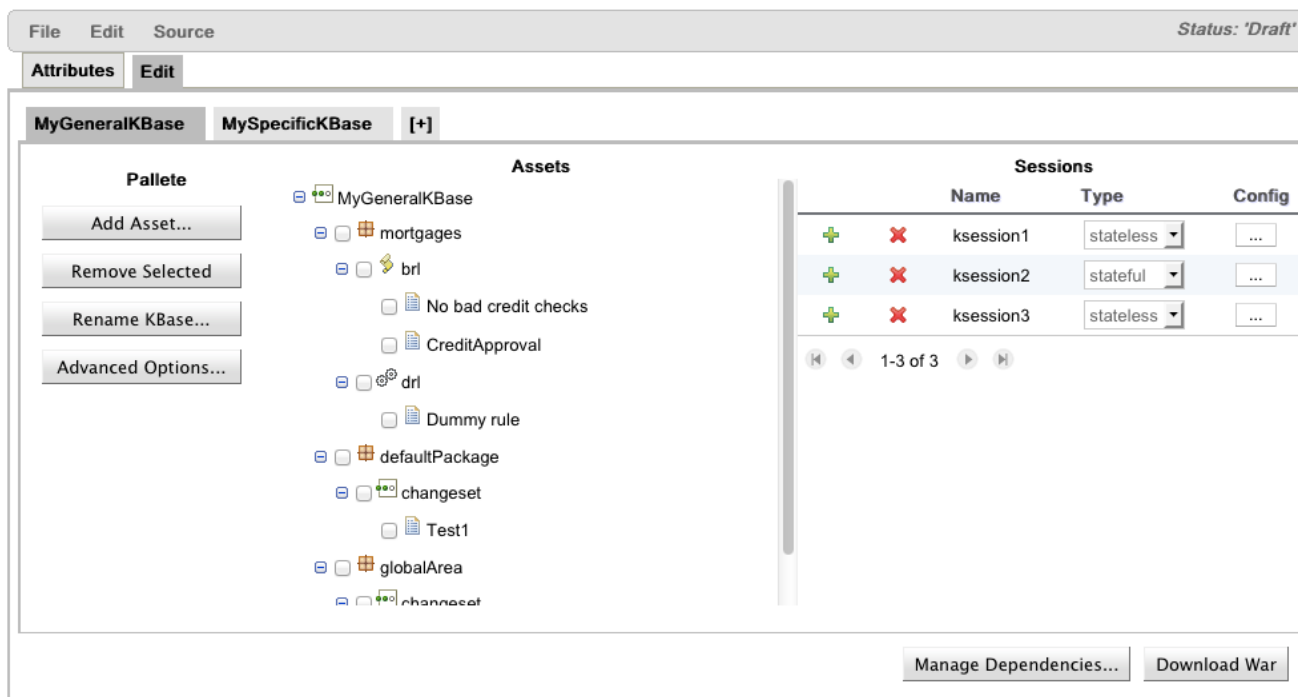 File Edit Source Status: 'Draft'
Attributes Edit
MyGeneralKBase MySpecificKBase [+]
Pallete
Add Asset...
Remove Selected
Rename KBase...
Advanced Options...
Assets
MyGeneralKBase
mortgages
brl
No bad credit checks
CreditApproval
drl
Dummy rule
defaultPackage
changeset
Test1
globalArea
changeset
Sessions
Name Type Config
ksession1 stateless ...
ksession2 stateful ...
ksession3 stateless ...
1-3 of 3
Manage Dependencies... Download War